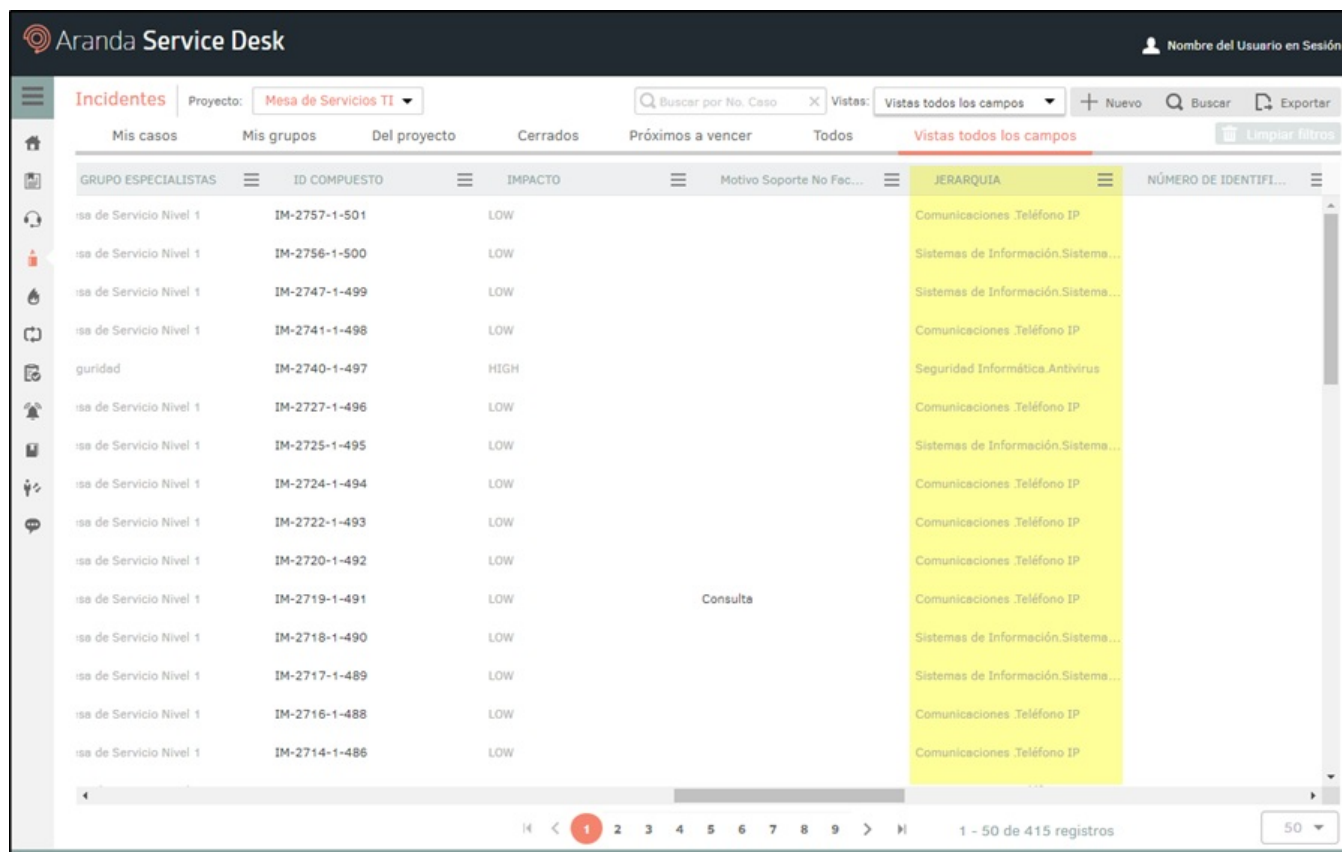 Aranda Service Desk
Nombre del Usuario en Sesión
Incidentes Proyecto: Mesa de Servicios TI Buscar por No. Caso Vistas: Vistas todos los campos Nuevo Buscar Exportar
Mis casos Mis grupos Del proyecto Cerrados Próximos a vencer Todos Vistas todos los campos Limpiar filtros
GRUPO ESPECIALISTAS ID COMPUESTO IMPACTO Motivo Soporte No Fac... JERARQUIA NÚMERO DE IDENTIFI...
sa de Servicio Nivel 1 IM-2757-1-501 LOW Comunicaciones .Teléfono IP
sa de Servicio Nivel 1 IM-2756-1-500 LOW Sistemas de Información.Sistema...
sa de Servicio Nivel 1 IM-2747-1-499 LOW Sistemas de Información.Sistema...
sa de Servicio Nivel 1 IM-2741-1-498 LOW Comunicaciones .Teléfono IP
guridad IM-2740-1-497 HIGH Seguridad Informática.Antivirus
sa de Servicio Nivel 1 IM-2727-1-496 LOW Comunicaciones .Teléfono IP
sa de Servicio Nivel 1 IM-2725-1-495 LOW Sistemas de Información.Sistema...
sa de Servicio Nivel 1 IM-2724-1-494 LOW Comunicaciones .Teléfono IP
sa de Servicio Nivel 1 IM-2722-1-493 LOW Comunicaciones .Teléfono IP
sa de Servicio Nivel 1 IM-2720-1-492 LOW Comunicaciones .Teléfono IP
sa de Servicio Nivel 1 IM-2719-1-491 LOW Consulta Comunicaciones .Teléfono IP
sa de Servicio Nivel 1 IM-2718-1-490 LOW Sistemas de Información.Sistema...
sa de Servicio Nivel 1 IM-2717-1-489 LOW Sistemas de Información.Sistema...
sa de Servicio Nivel 1 IM-2716-1-488 LOW Comunicaciones .Teléfono IP
sa de Servicio Nivel 1 IM-2714-1-486 LOW Comunicaciones .Teléfono IP
1 2 3 4 5 6 7 8 9 1 - 50 de 415 registros 50